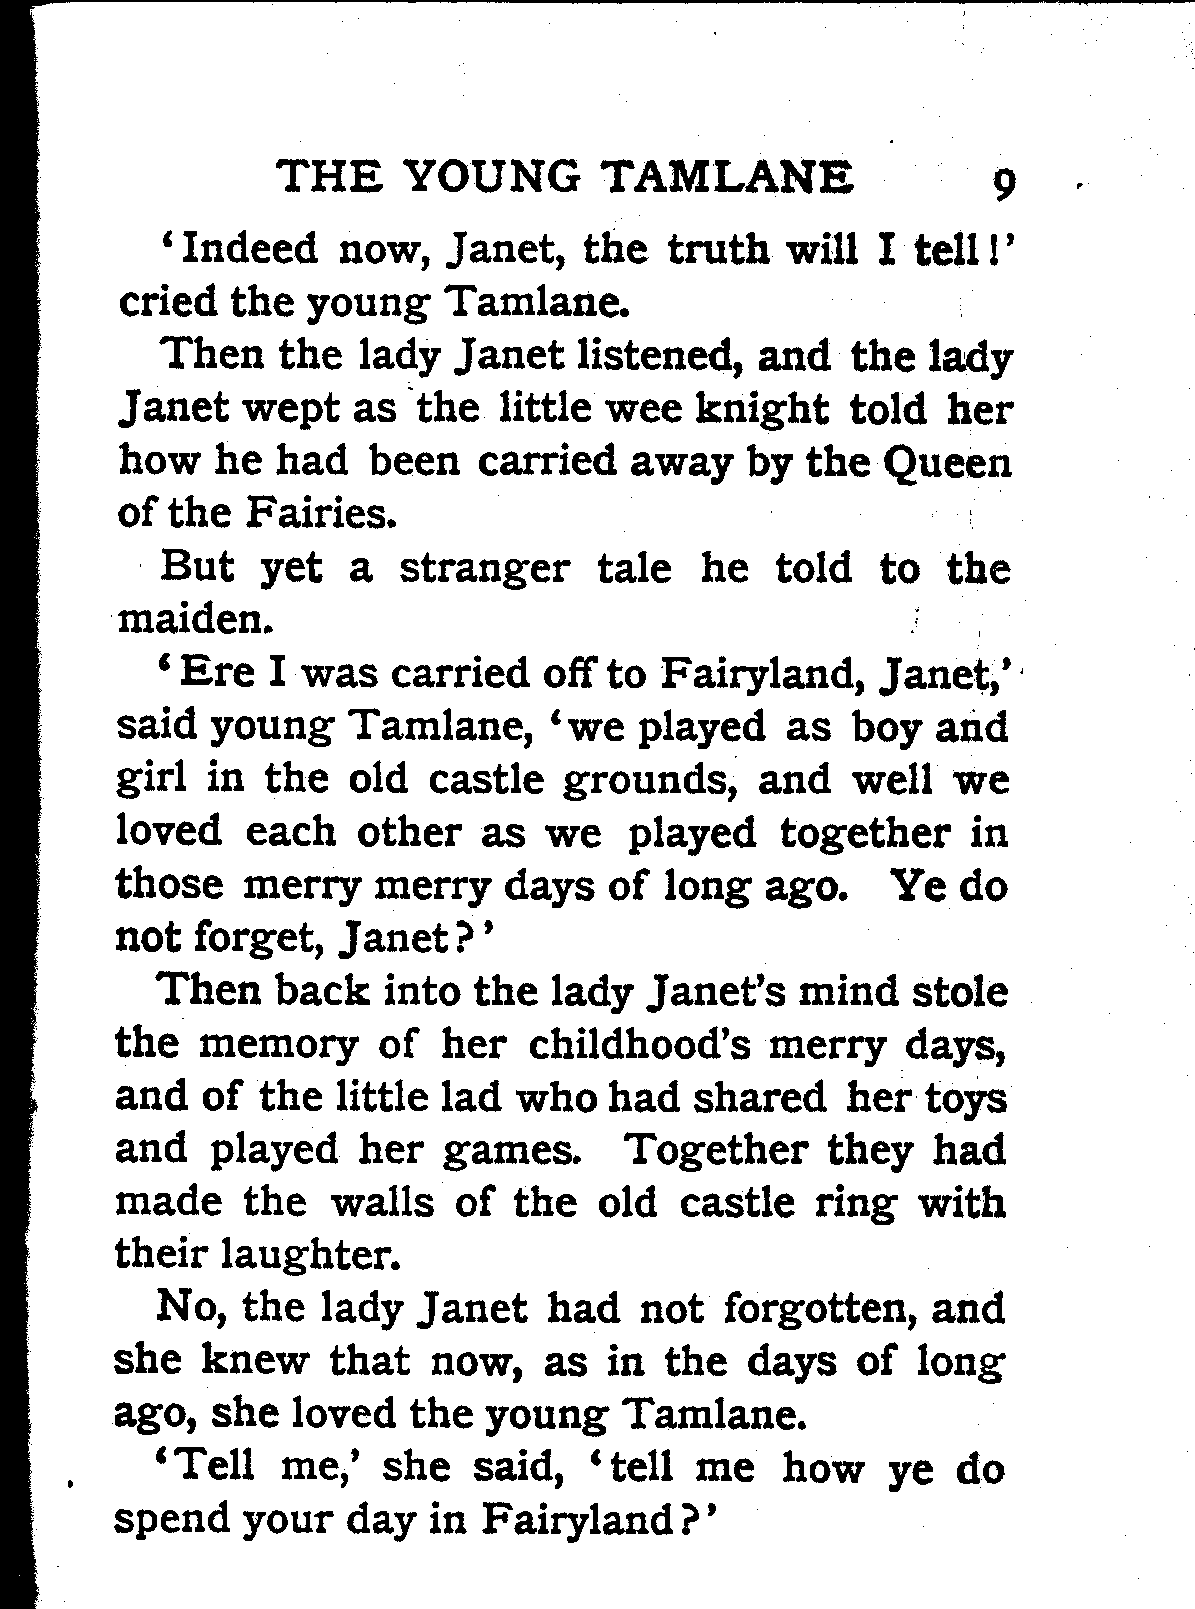 THE YOUNG TAMLANE 9
‘Indeed now, Janet, the truth will I tell!’
cried the young Tamlane.
Then the lady Janet listened, and the lady
Janet wept as the little wee knight told her
how he had been carried away by the Queen
of the Fairies.
But yet a stranger tale he told to the
maiden.
‘Ere I was carried off to Fairyland, Janet,’
said young Tamlane, ‘we played as boy and
girl in the old castle grounds, and well we
loved each other as we played together in
those merry merry days of long ago. Ye do
not forget, Janet?’
Then back into the lady Janet’s mind stole
the memory of her childhood’s merry days,
and of the little lad who had shared her toys
and played her games. Together they had
made the walls of the old castle ring with
their laughter.
No, the lady Janet had not forgotten, and
she knew that now, as in the days of long
ago, she loved the young Tamlane.
‘Tell me,’ she said, ‘tell me how ye do
spend your day in Fairyland?’